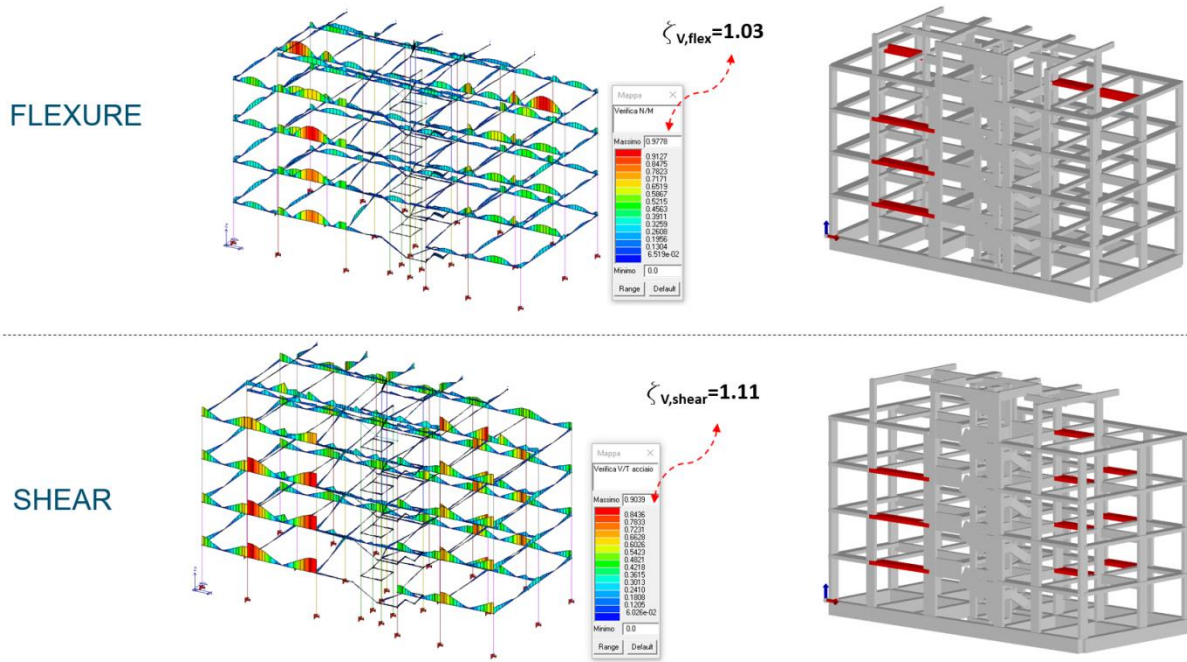 ζV,flex=1.03
FLEXURE
Mappa
Verifica N/M
Massimo 0.9778
0.9127
0.8475
0.7823
0.7171
0.6519
0.5867
0.5215
0.4563
0.3911
0.3259
0.2608
0.1956
0.1304
6.519e-02
Minimo 0.0
Range Default
ζV,shear=1.11
SHEAR
Mappa
Verifica V/T acciaio
Massimo 0.9039
0.8436
0.7833
0.7231
0.6628
0.6026
0.5423
0.4821
0.4218
0.3615
0.3013
0.2410
0.1808
0.1205
6.026e-02
Minimo 0.0
Range Default